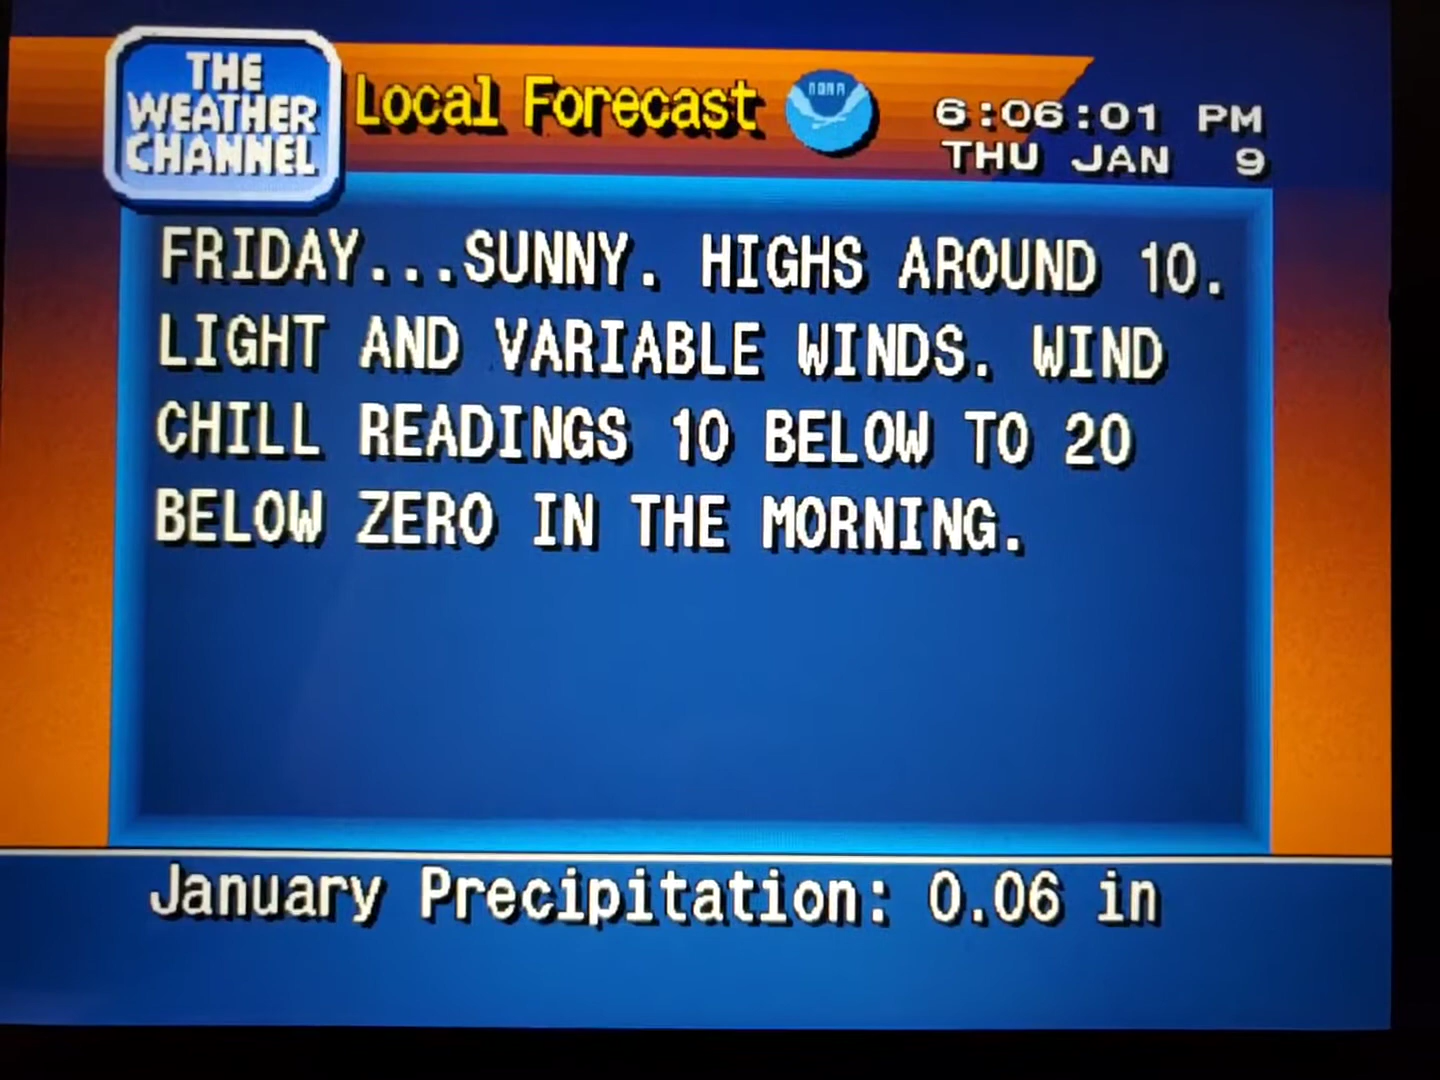 THE
WEATHER
CHANNEL
Local Forecast
NOAA
6:06:01 PM
THU JAN 9
FRIDAY...SUNNY. HIGHS AROUND 10.
LIGHT AND VARIABLE WINDS. WIND
CHILL READINGS 10 BELOW TO 20
BELOW ZERO IN THE MORNING.
January Precipitation: 0.06 in